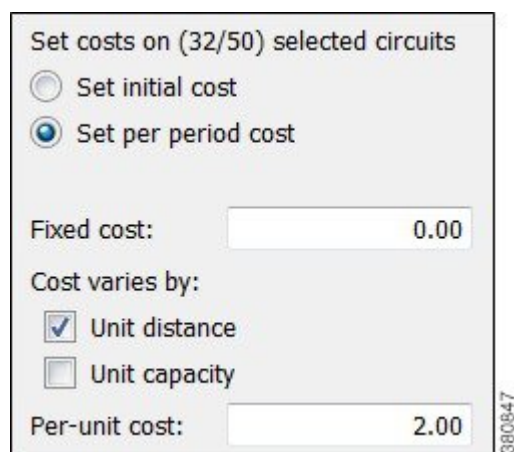 Set costs on (32/50) selected circuits
Set initial cost
Set per period cost
Fixed cost: 0.00
Cost varies by:
Unit distance
Unit capacity
Per-unit cost: 2.00
380847